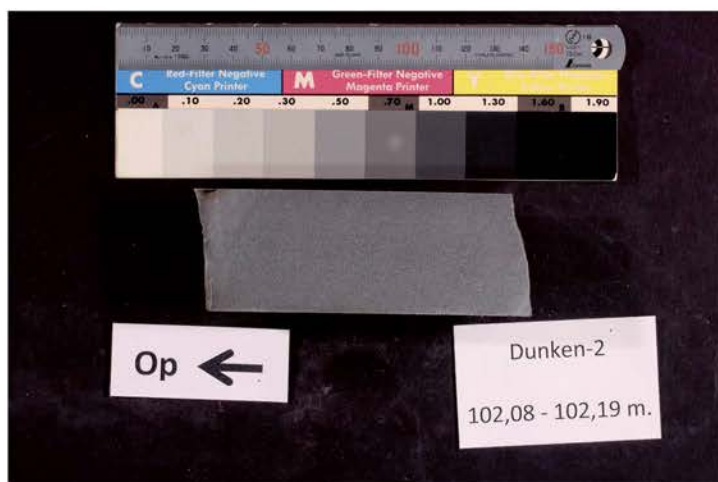 10 20 30 40 50 60 70 80 90 100 110 120 130 140 150
C Red-Filter Negative M Green-Filter Negative Y
Cyan Printer Magenta Printer
.00 A .10 .20 .30 .50 .70 M 1.00 1.30 1.60 B 1.90
Op
Dunken-2
102,08 - 102,19 m.